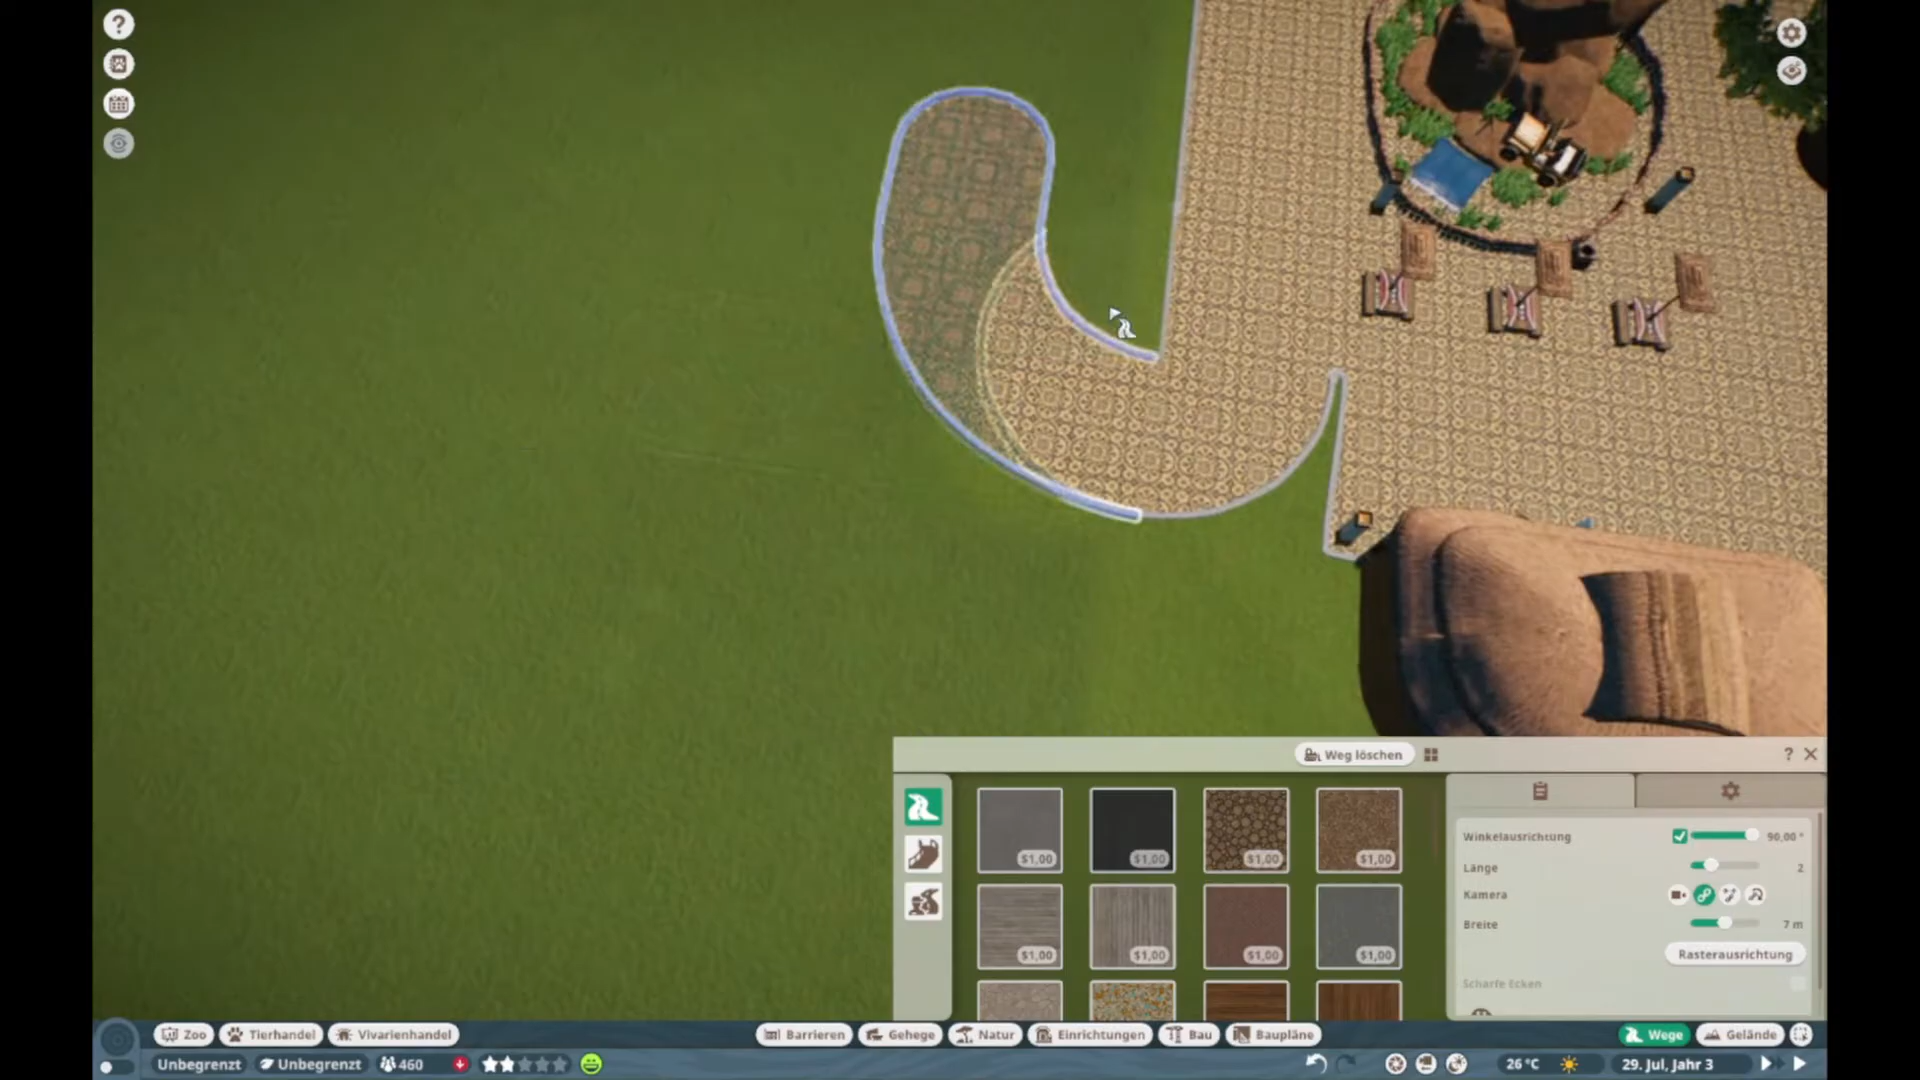 Weg löschen
?
?
Winkelausrichtung 90,00 °
Länge 2
Kamera
Breite 7 m
Rasterausrichtung
Scharfe Ecken
$1,00 $1,00 $1,00 $1,00
$1,00 $1,00 $1,00 $1,00
Zoo Tierhandel Vivarienhandel Barrieren Gehege Natur Einrichtungen Bau Baupläne Wege Gelände
Unbegrenzt Unbegrenzt 460 26 °C 29. Jul, Jahr 3